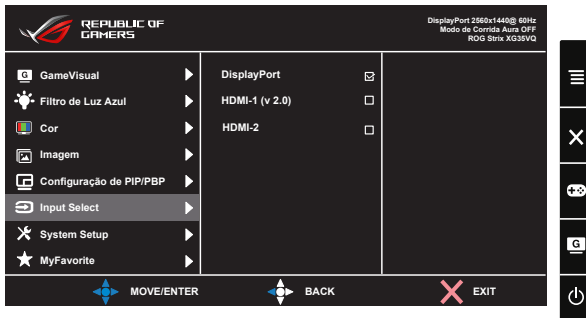 REPUBLIC OF
GAMERS
DisplayPort 2560x1440@ 60Hz
Modo de Corrida Aura OFF
ROG Strix XG35VQ
G GameVisual
Filtro de Luz Azul
Cor
Imagem
Configuração de PIP/PBP
Input Select
System Setup
MyFavorite
DisplayPort
HDMI-1 (v 2.0)
HDMI-2
G
MOVE/ENTER
BACK
EXIT